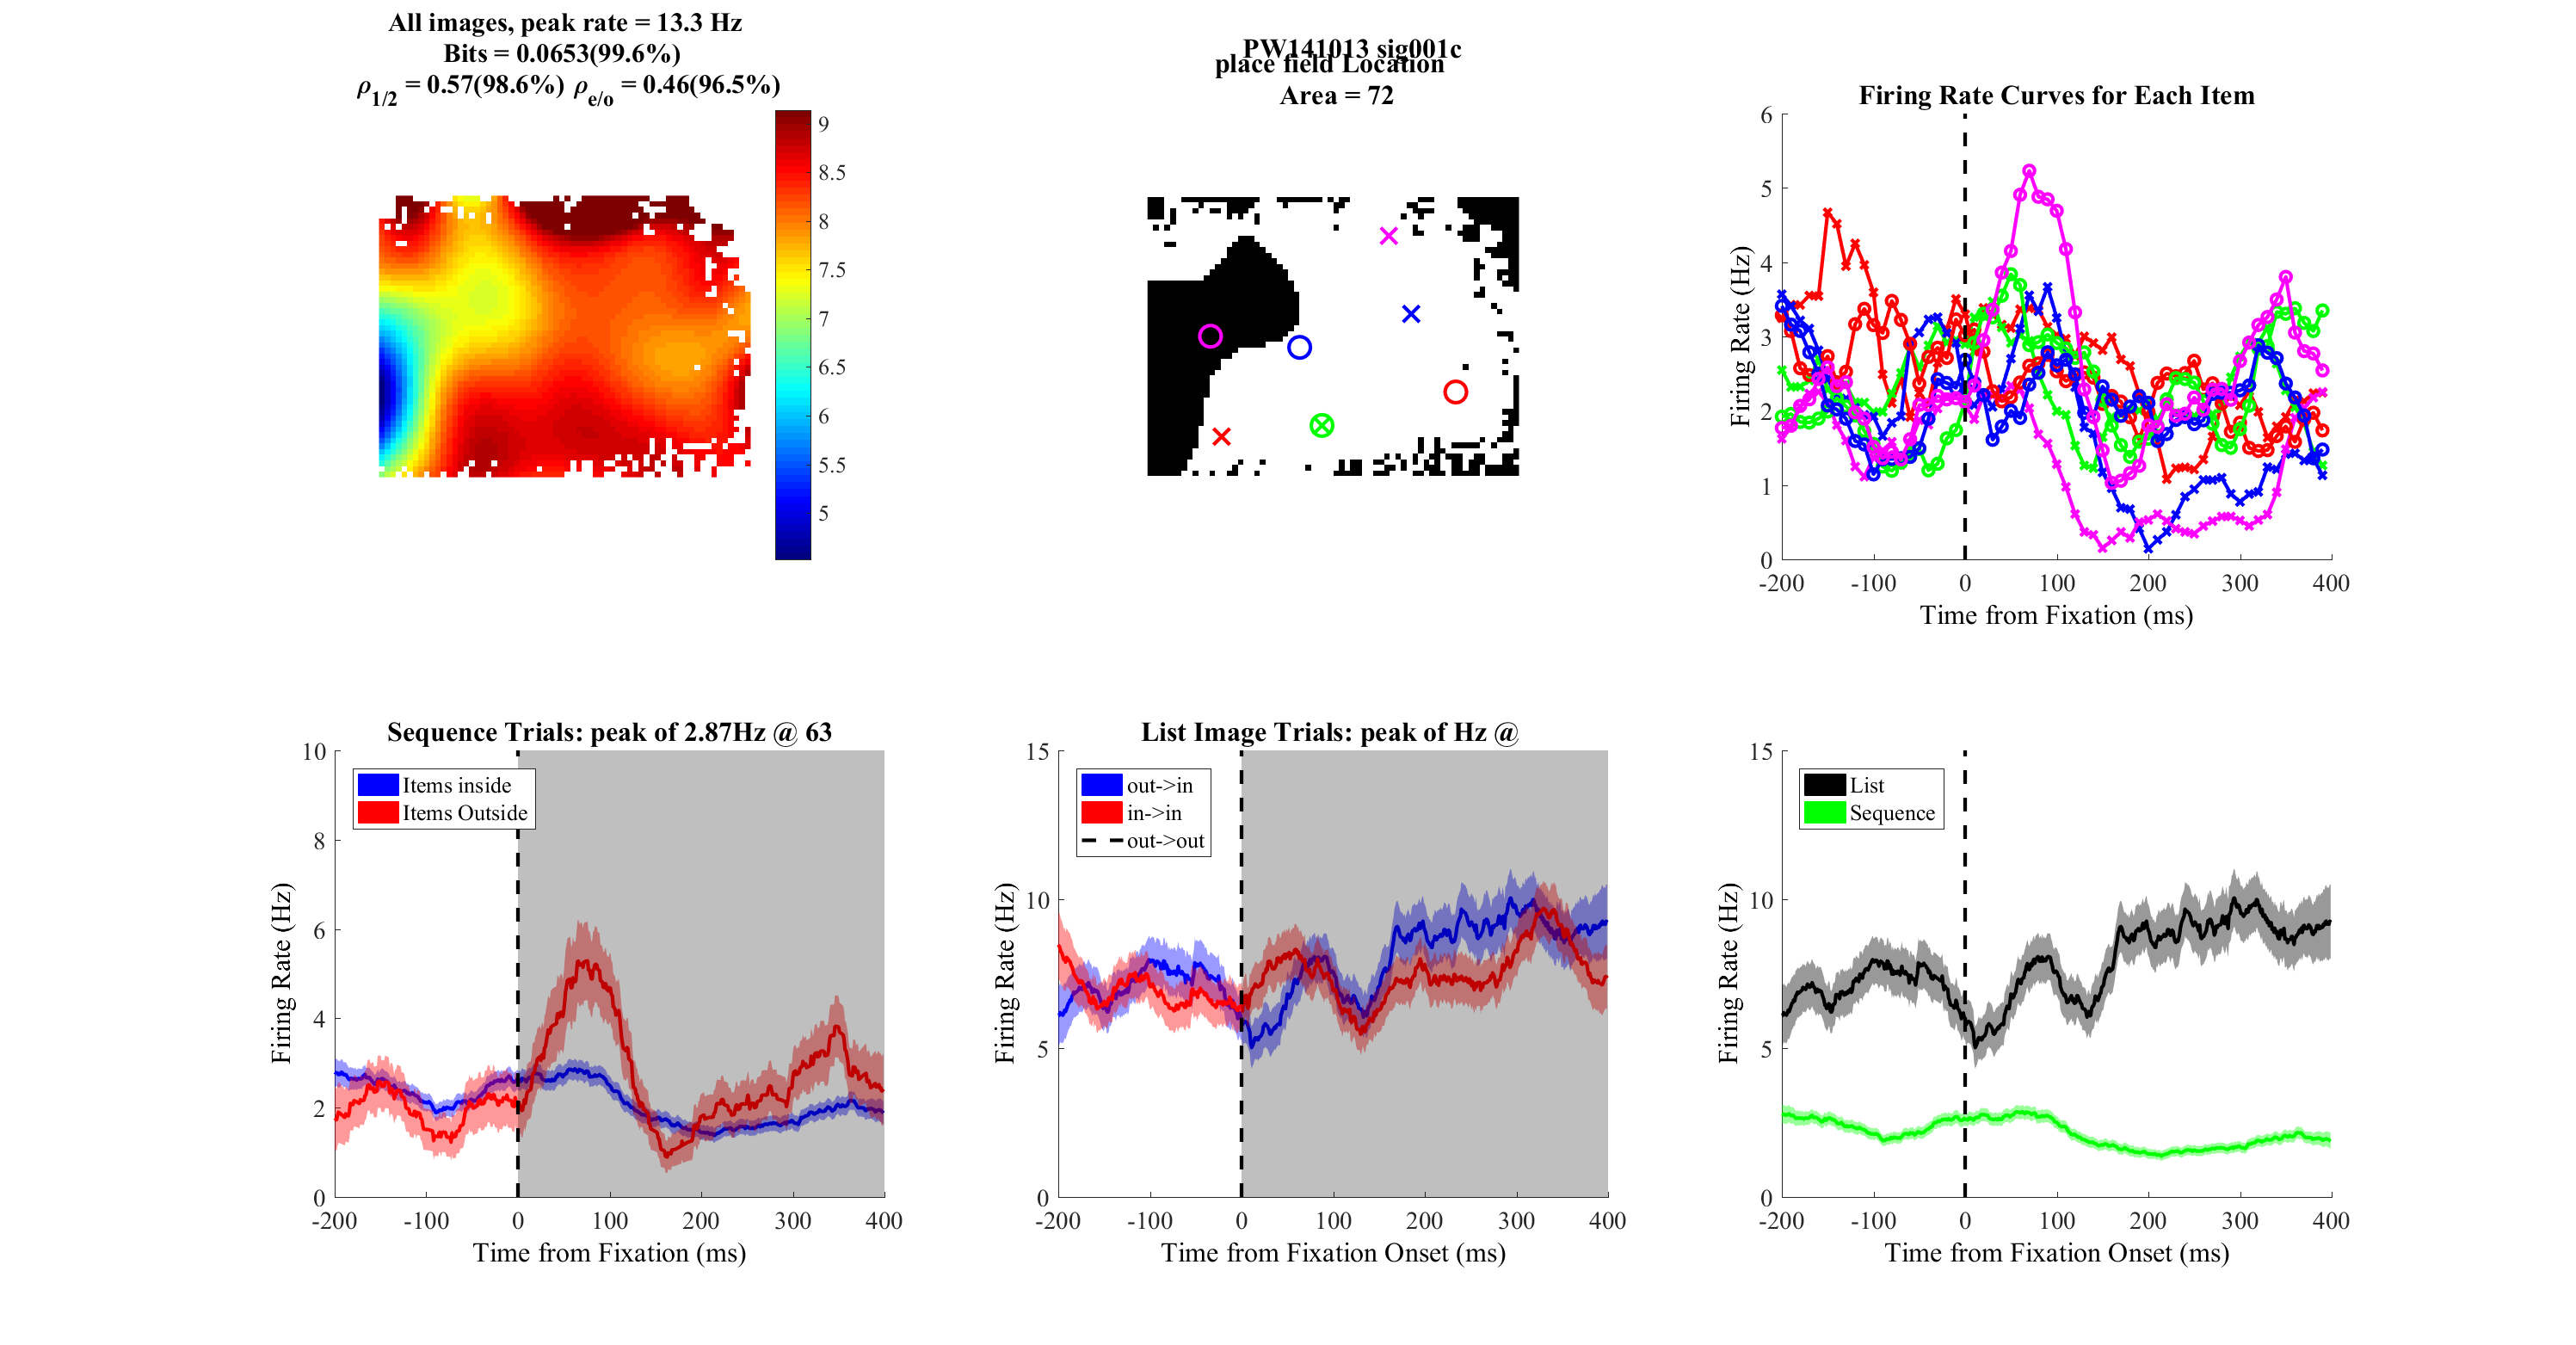 All images, peak rate = 13.3 Hz
Bits = 0.0653(99.6%)
ρ1/2 = 0.57(98.6%) ρe/o = 0.46(96.5%)
9
8.5
8
7.5
7
6.5
6
5.5
5
PW141013 sig001c
place field Location
Area = 72
Firing Rate Curves for Each Item
Firing Rate (Hz)
6
5
4
3
2
1
0
-200 -100 0 100 200 300 400
Time from Fixation (ms)
Sequence Trials: peak of 2.87Hz @ 63
Items inside
Items Outside
Firing Rate (Hz)
10
8
6
4
2
0
-200 -100 0 100 200 300 400
Time from Fixation (ms)
List Image Trials: peak of Hz @
out->in
in->in
out->out
Firing Rate (Hz)
15
10
5
0
-200 -100 0 100 200 300 400
Time from Fixation Onset (ms)
List
Sequence
Firing Rate (Hz)
15
10
5
0
-200 -100 0 100 200 300 400
Time from Fixation Onset (ms)